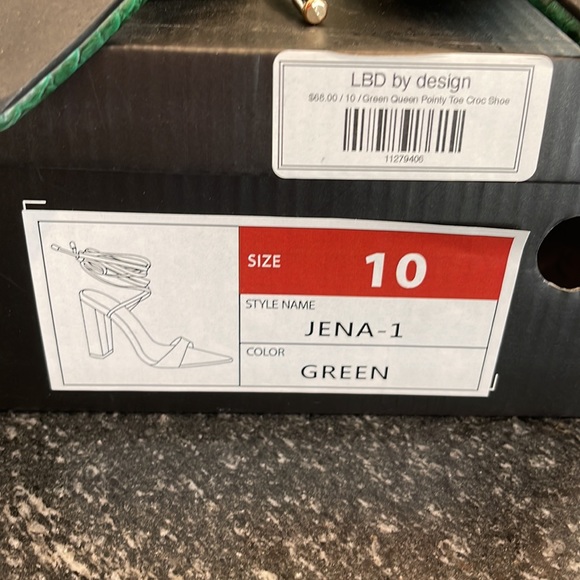 LBD by design
$68.00 / 10 / Green Queen Pointy Toe Croc Shoe
11279406
SIZE 10
STYLE NAME
JENA-1
COLOR
GREEN